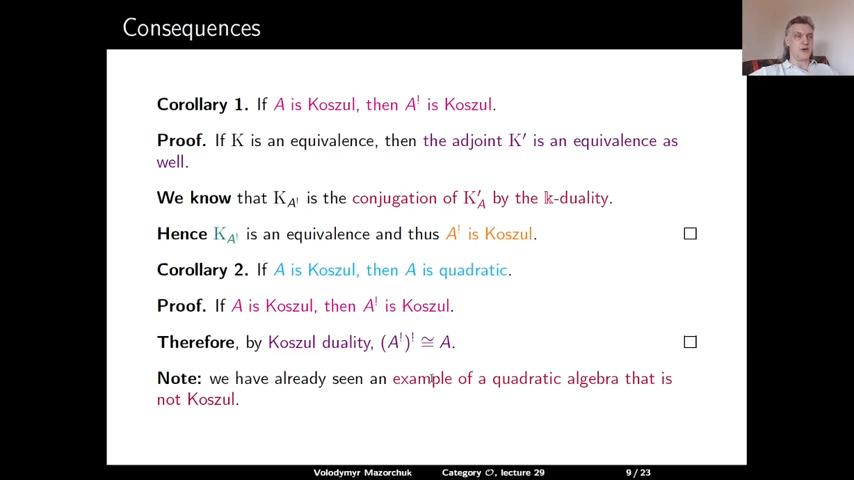 Consequences
Corollary 1. If A is Koszul, then A! is Koszul.
Proof. If K is an equivalence, then the adjoint K′ is an equivalence as
well.
We know that K_{A!} is the conjugation of K′_A by the 𝕜-duality.
Hence K_{A!} is an equivalence and thus A! is Koszul. □
Corollary 2. If A is Koszul, then A is quadratic.
Proof. If A is Koszul, then A! is Koszul.
Therefore, by Koszul duality, (A!)! ≅ A. □
Note: we have already seen an example of a quadratic algebra that is
not Koszul.
Volodymyr Mazorchuk Category 𝒪, lecture 29 9 / 23